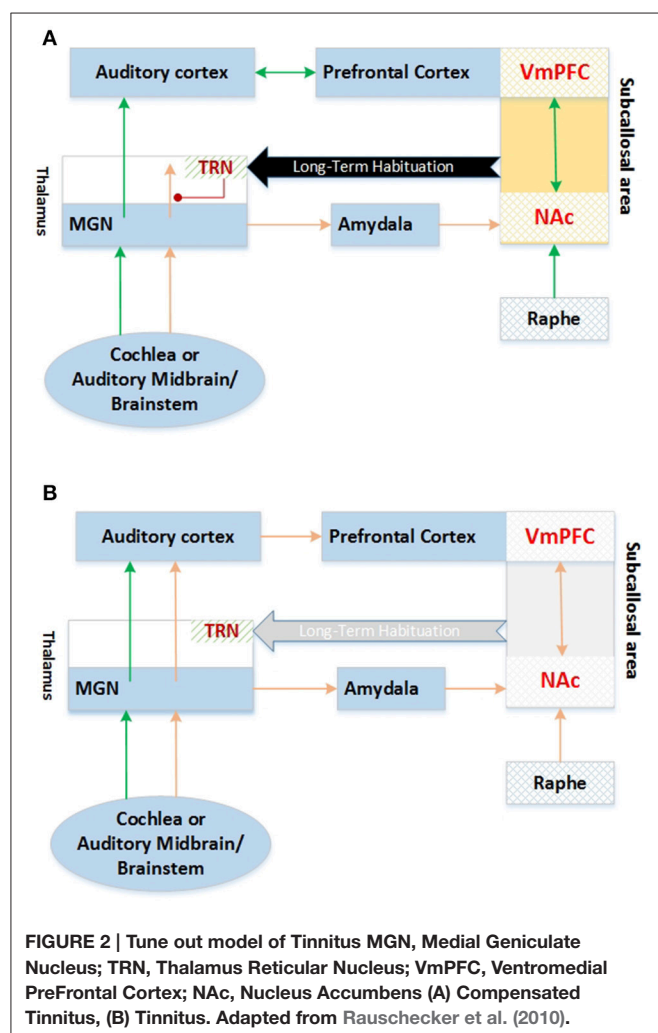 A
Auditory cortex
Prefrontal Cortex
VmPFC
Subcallosal area
Thalamus
TRN
Long-Term Habituation
MGN
Amydala
NAc
Raphe
Cochlea or
Auditory Midbrain/
Brainstem
B
Auditory cortex
Prefrontal Cortex
VmPFC
Subcallosal area
Thalamus
TRN
Long-Term Habituation
MGN
Amydala
NAc
Raphe
Cochlea or
Auditory Midbrain/
Brainstem
FIGURE 2 | Tune out model of Tinnitus MGN, Medial Geniculate
Nucleus; TRN, Thalamus Reticular Nucleus; VmPFC, Ventromedial
PreFrontal Cortex; NAc, Nucleus Accumbens (A) Compensated
Tinnitus, (B) Tinnitus. Adapted from Rauschecker et al. (2010).